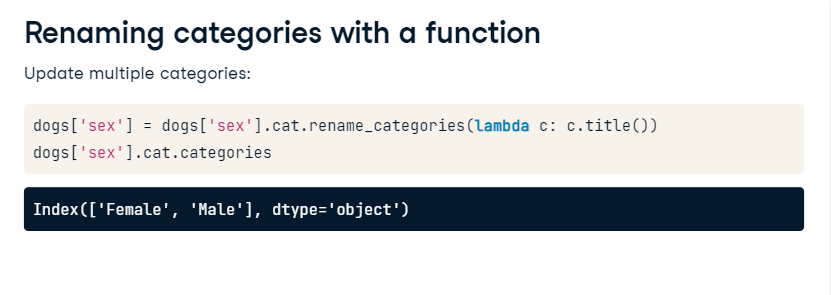 Renaming categories with a function
Update multiple categories:
dogs['sex'] = dogs['sex'].cat.rename_categories(lambda c: c.title())
dogs['sex'].cat.categories
Index(['Female', 'Male'], dtype='object')